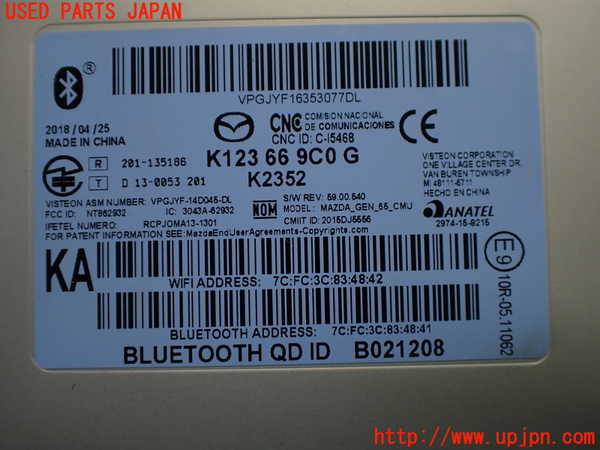 USED PARTS JAPAN
VPGJYF16353077DL
2018/04/25
MADE IN CHINA
CNC COMISION NACIONAL DE COMUNICACIONES
CNC ID: C-I5468
CE
R 201-135186
T D 13-0053 201
K123 66 9C0 G
K2352
VISTEON CORPORATION
ONE VILLAGE CENTER DR.
VAN BUREN TOWNSHIP
MI 48111-5711
HECHO EN CHINA
VISTEON ASM NUMBER: VPGJYF-14D045-DL
FCC ID: NT862932 IC: 3043A-62932
IFETEL NUMERO: RCPJOMA13-1301
FOR PATENT INFORMATION SEE: MazdaEndUserAgreements-Copyrights.com
NOM
S/W REV: 59.00.540
MODEL: MAZDA_GEN_65_CMU
CMIIT ID: 2015DJ5556
ANATEL
2974-15-8215
KA
WIFI ADDRESS: 7C:FC:3C:83:48:42
BLUETOOTH ADDRESS: 7C:FC:3C:83:48:41
BLUETOOTH QD ID B021208
E9
10R-05.11062
http://www.upjpn.com/